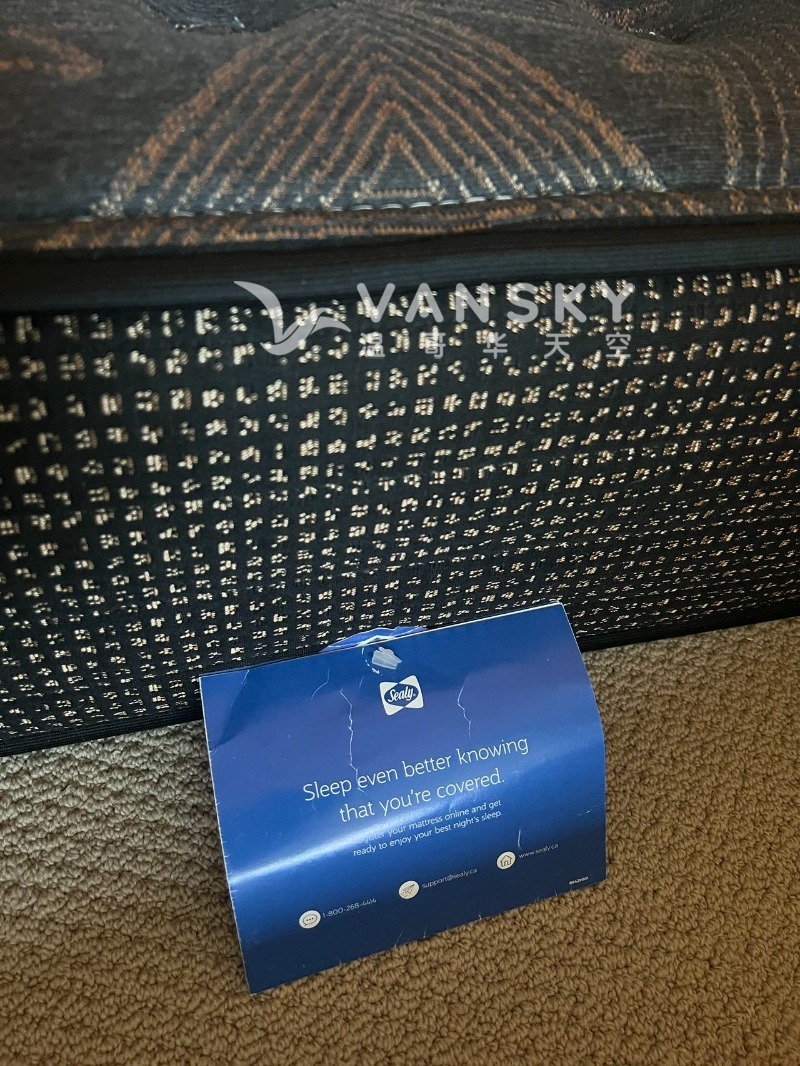 VANSKY
温哥华天空
Sealy
Sleep even better knowing
that you're covered.
your mattress online and get
ready to enjoy your best night's sleep.
1-800-268-4414
support@sealy.ca
www.sealy.ca